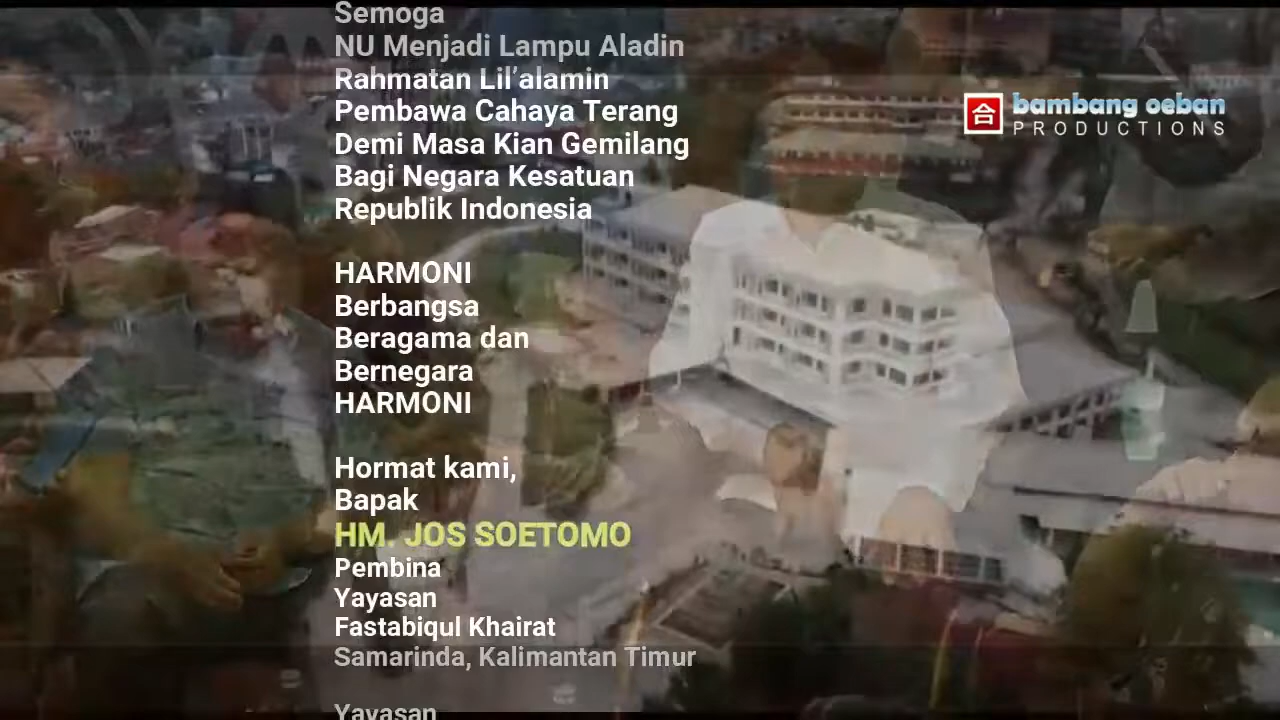 Semoga
NU Menjadi Lampu Aladin
Rahmatan Lil’alamin
Pembawa Cahaya Terang
Demi Masa Kian Gemilang
Bagi Negara Kesatuan
Republik Indonesia
HARMONI
Berbangsa
Beragama dan
Bernegara
HARMONI
Hormat kami,
Bapak
HM. JOS SOETOMO
Pembina
Yayasan
Fastabiqul Khairat
Samarinda, Kalimantan Timur
Yayasan
合 bambang oeban
PRODUCTIONS